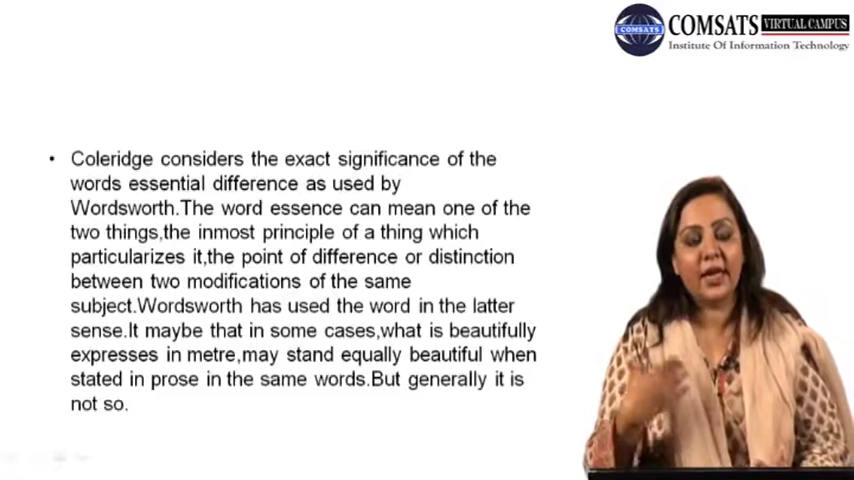 COMSATS VIRTUAL CAMPUS
COMSATS
Institute Of Information Technology
• Coleridge considers the exact significance of the
words essential difference as used by
Wordsworth.The word essence can mean one of the
two things,the inmost principle of a thing which
particularizes it,the point of difference or distinction
between two modifications of the same
subject.Wordsworth has used the word in the latter
sense.It maybe that in some cases,what is beautifully
expresses in metre,may stand equally beautiful when
stated in prose in the same words.But generally it is
not so.